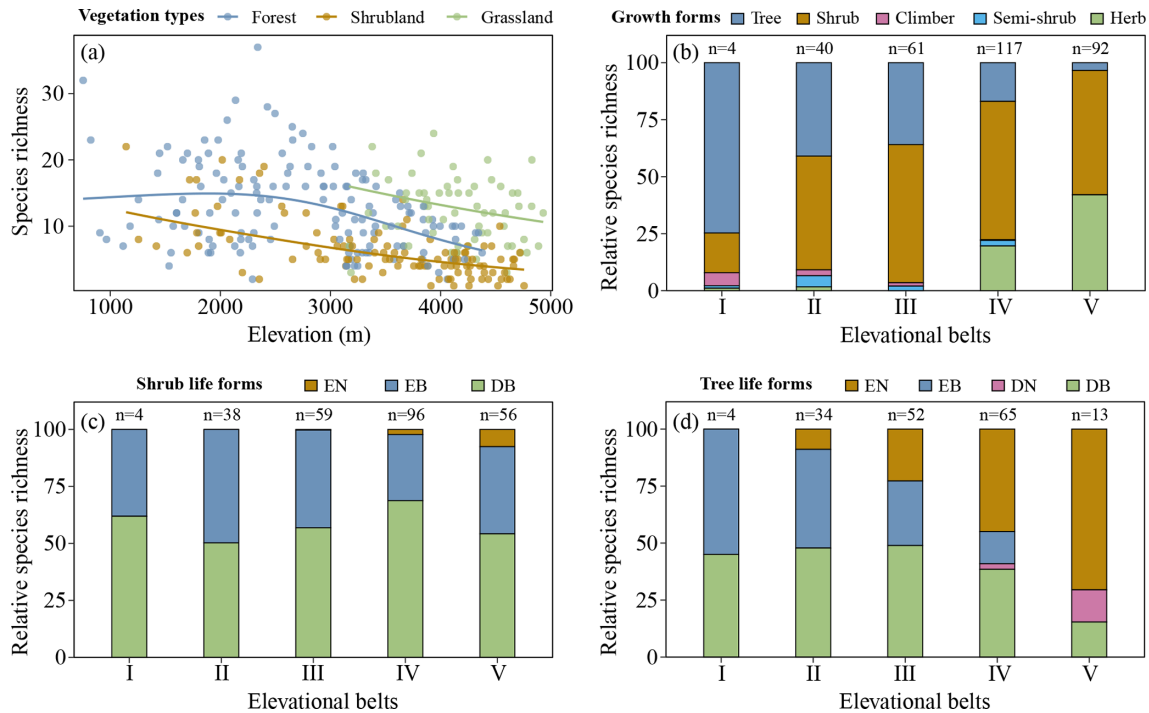 Vegetation types Forest Shrubland Grassland
(a)
Species richness
30
20
10
1000 2000 3000 4000 5000
Elevation (m)
Growth forms Tree Shrub Climber Semi-shrub Herb
(b)
n=4 n=40 n=61 n=117 n=92
Relative species richness
100
75
50
25
0
I II III IV V
Elevational belts
Shrub life forms EN EB DB
(c)
n=4 n=38 n=59 n=96 n=56
Relative species richness
100
75
50
25
0
I II III IV V
Elevational belts
Tree life forms EN EB DN DB
(d)
n=4 n=34 n=52 n=65 n=13
Relative species richness
100
75
50
25
0
I II III IV V
Elevational belts